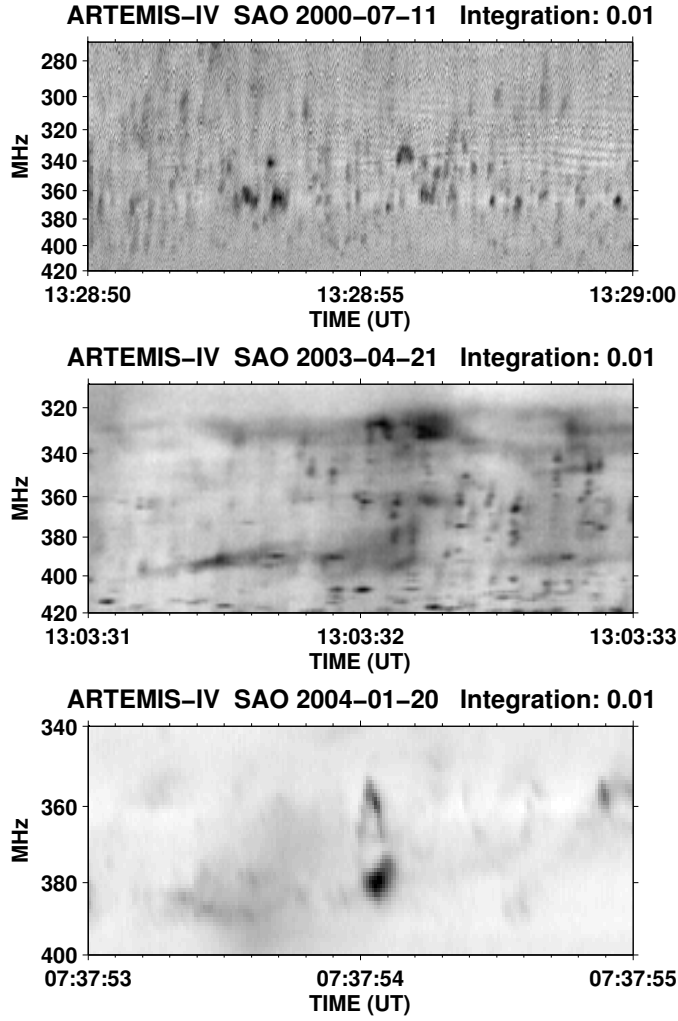 ARTEMIS−IV SAO 2000−07−11 Integration: 0.01
MHz
280
300
320
340
360
380
400
420
13:28:50 13:28:55 13:29:00
TIME (UT)
ARTEMIS−IV SAO 2003−04−21 Integration: 0.01
MHz
320
340
360
380
400
420
13:03:31 13:03:32 13:03:33
TIME (UT)
ARTEMIS−IV SAO 2004−01−20 Integration: 0.01
MHz
340
360
380
400
07:37:53 07:37:54 07:37:55
TIME (UT)